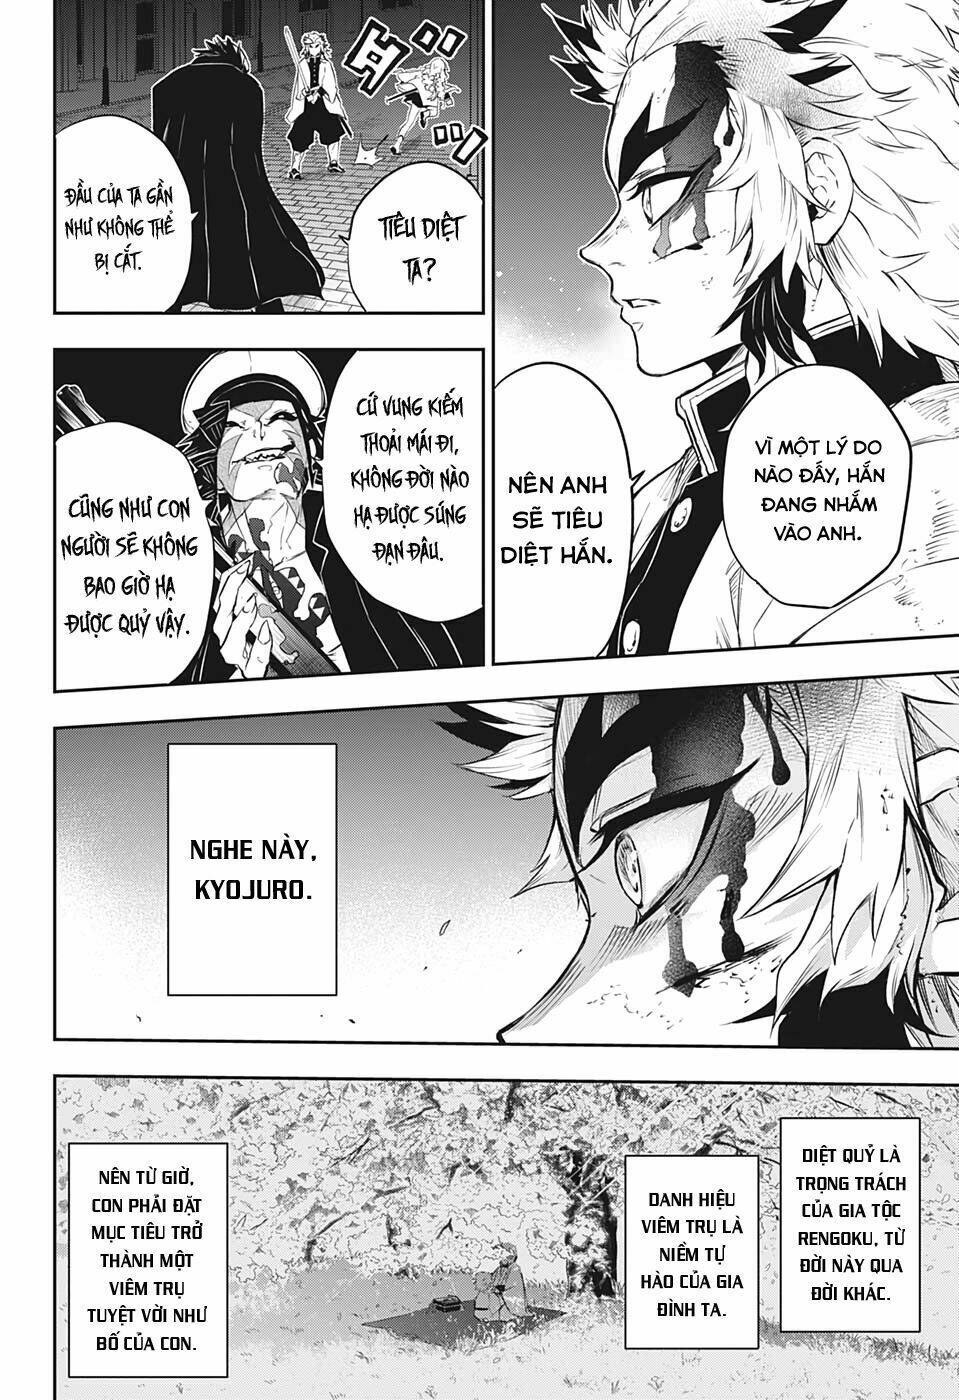 VÌ MỘT LÝ DO
NÀO ĐẤY, HẮN
ĐANG NHẮM
VÀO ANH.
NÊN ANH
SẼ TIÊU
DIỆT HẮN.
TIÊU DIỆT
TA?
ĐẦU CỦA TA GẦN
NHƯ KHÔNG THỂ
BỊ CẮT.
CỨ VUNG KIẾM
THOẢI MÁI ĐI,
KHÔNG ĐỜI NÀO
HẠ ĐƯỢC SÚNG
ĐẠN ĐÂU.
CŨNG NHƯ CON
NGƯỜI SẼ KHÔNG
BAO GIỜ HẠ
ĐƯỢC QUỶ VẬY.
NGHE NÀY,
KYOJURO.
DIỆT QUỶ LÀ
TRỌNG TRÁCH
CỦA GIA TỘC
RENGOKU, TỪ
ĐỜI NÀY QUA
ĐỜI KHÁC.
DANH HIỆU
VIÊM TRỤ LÀ
NIỀM TỰ
HÀO CỦA GIA
ĐÌNH TA.
NÊN TỪ GIỜ,
CON PHẢI ĐẶT
MỤC TIÊU TRỞ
THÀNH MỘT
VIÊM TRỤ
TUYỆT VỜI NHƯ
BỐ CỦA CON.